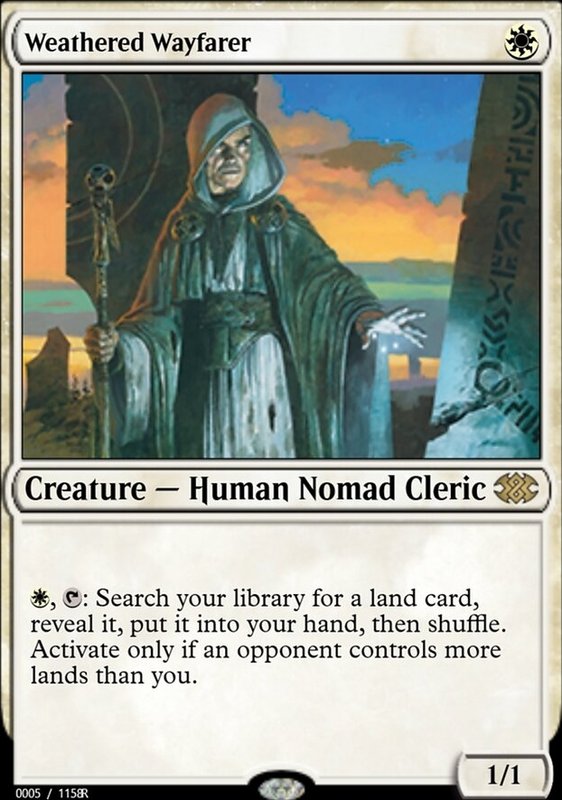 Weathered Wayfarer
Creature — Human Nomad Cleric
, : Search your library for a land card,
reveal it, put it into your hand, then shuffle.
Activate only if an opponent controls more
lands than you.
1/1
0005 / 1158R